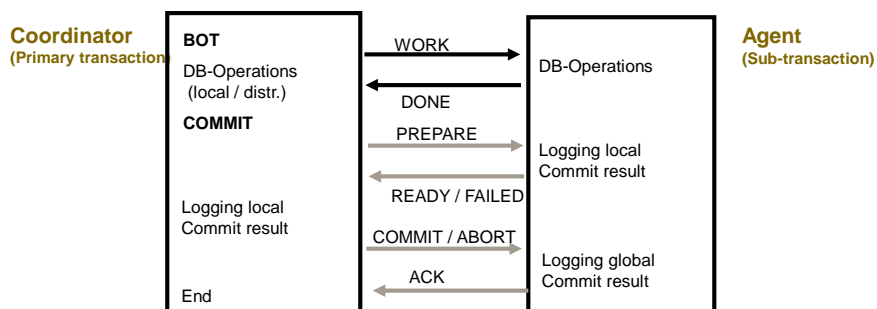 Coordinator
(Primary transaction)
BOT
DB-Operations
(local / distr.)
COMMIT
Logging local
Commit result
End
WORK
DONE
PREPARE
READY / FAILED
COMMIT / ABORT
ACK
DB-Operations
Logging local
Commit result
Logging global
Commit result
Agent
(Sub-transaction)